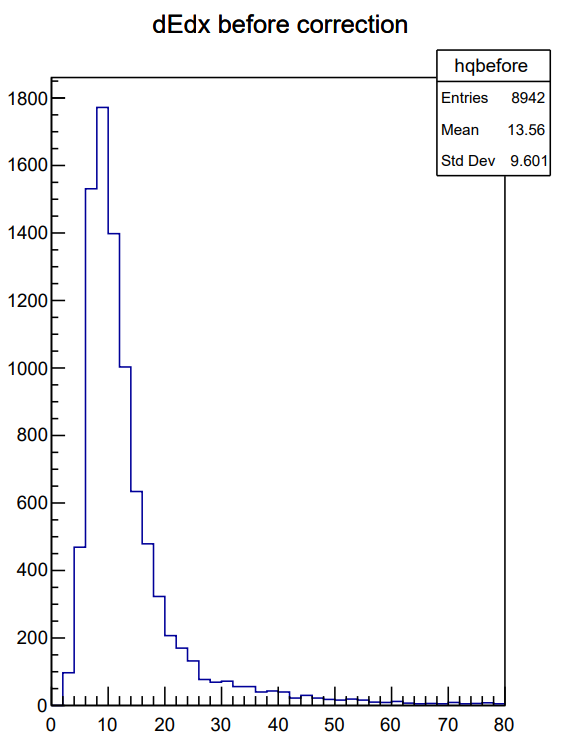 dEdx before correction
hqbefore
Entries 8942
Mean 13.56
Std Dev 9.601
1800
1600
1400
1200
1000
800
600
400
200
0
0 10 20 30 40 50 60 70 80